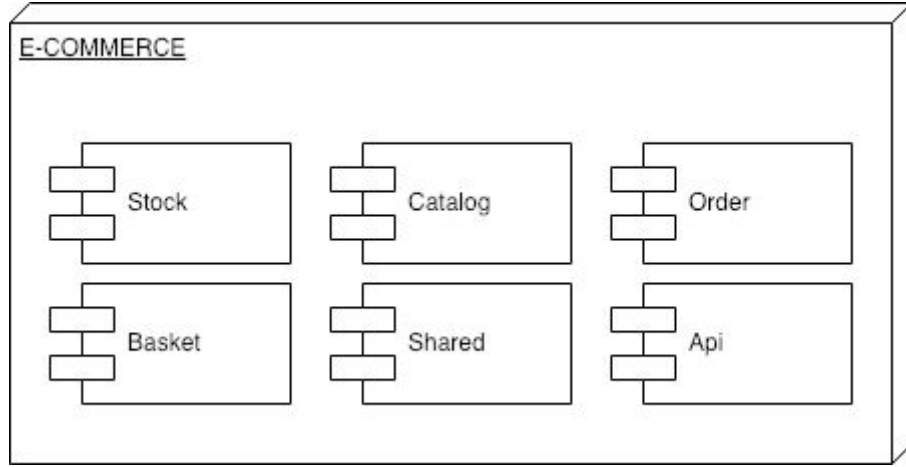 E-COMMERCE
Stock
Catalog
Order
Basket
Shared
Api